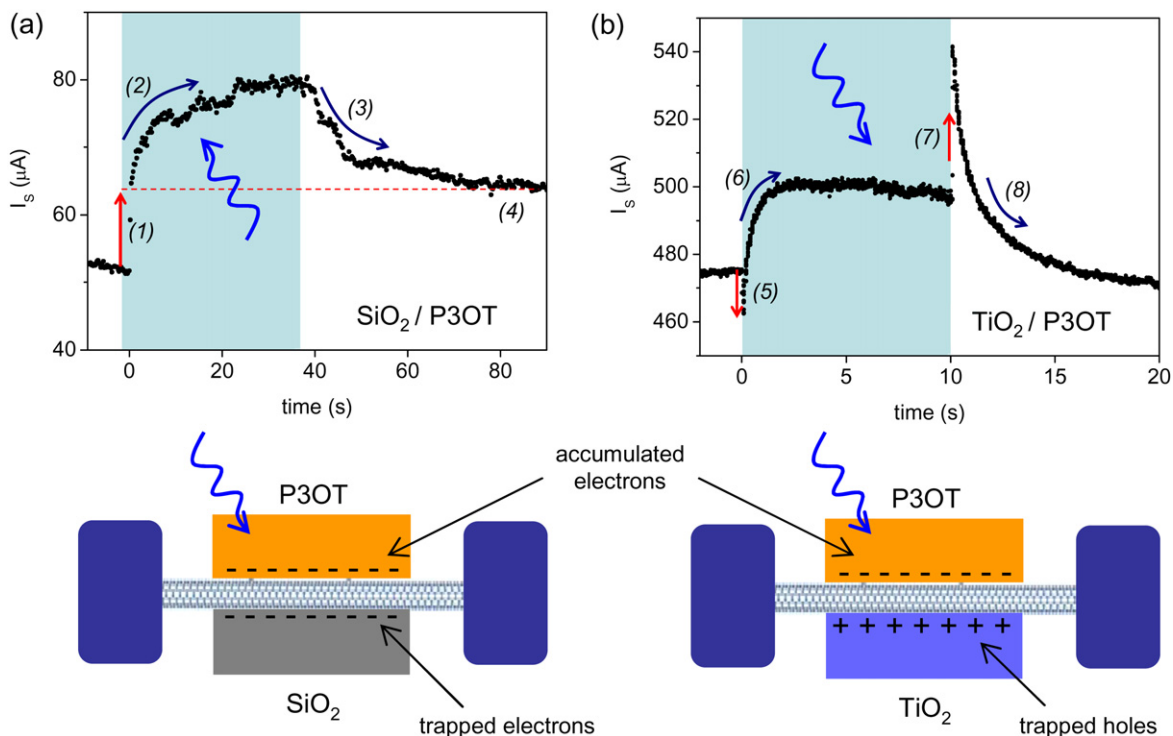 (a)
80
60
40
I_S (μA)
(1)
(2)
(3)
(4)
SiO₂ / P3OT
0 20 40 60 80
time (s)
(b)
540
520
500
480
460
I_S (μA)
(5)
(6)
(7)
(8)
TiO₂ / P3OT
0 5 10 15 20
time (s)
P3OT
accumulated
electrons
P3OT
SiO₂
trapped electrons
TiO₂
trapped holes